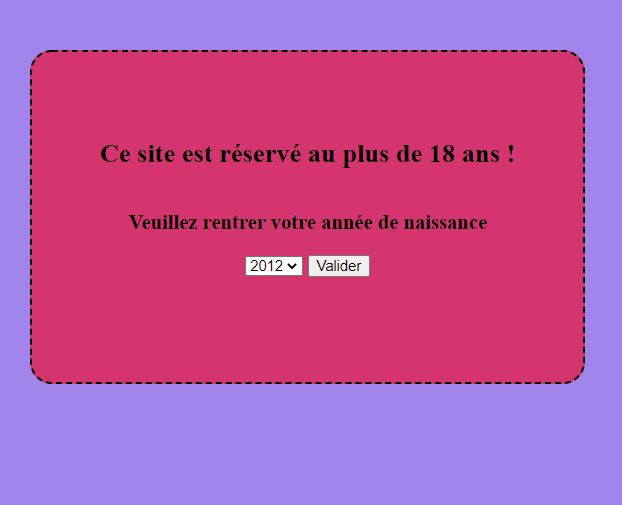 Ce site est réservé au plus de 18 ans !
Veuillez rentrer votre année de naissance
2012 Valider